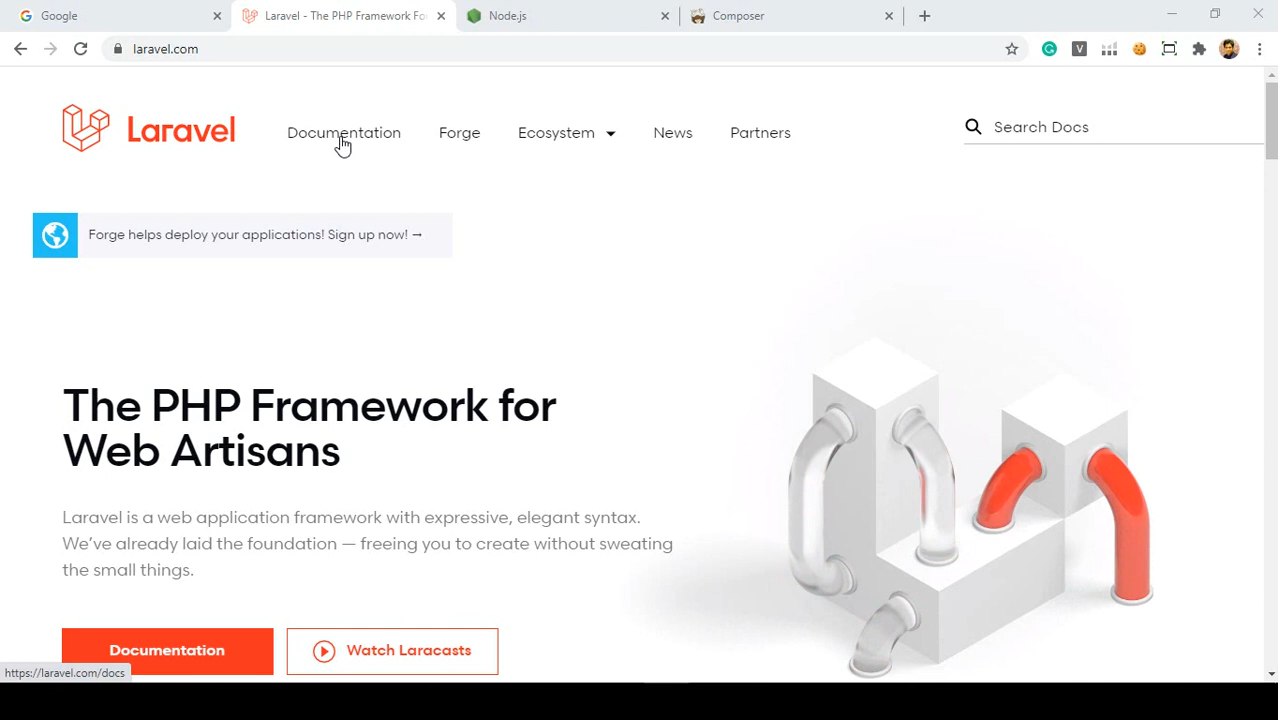 Google
Laravel - The PHP Framework Fo
Node.js
Composer
laravel.com
Laravel
Documentation
Forge
Ecosystem
News
Partners
Search Docs
Forge helps deploy your applications! Sign up now! →
The PHP Framework for
Web Artisans
Laravel is a web application framework with expressive, elegant syntax.
We've already laid the foundation — freeing you to create without sweating
the small things.
Documentation
Watch Laracasts
https://laravel.com/docs